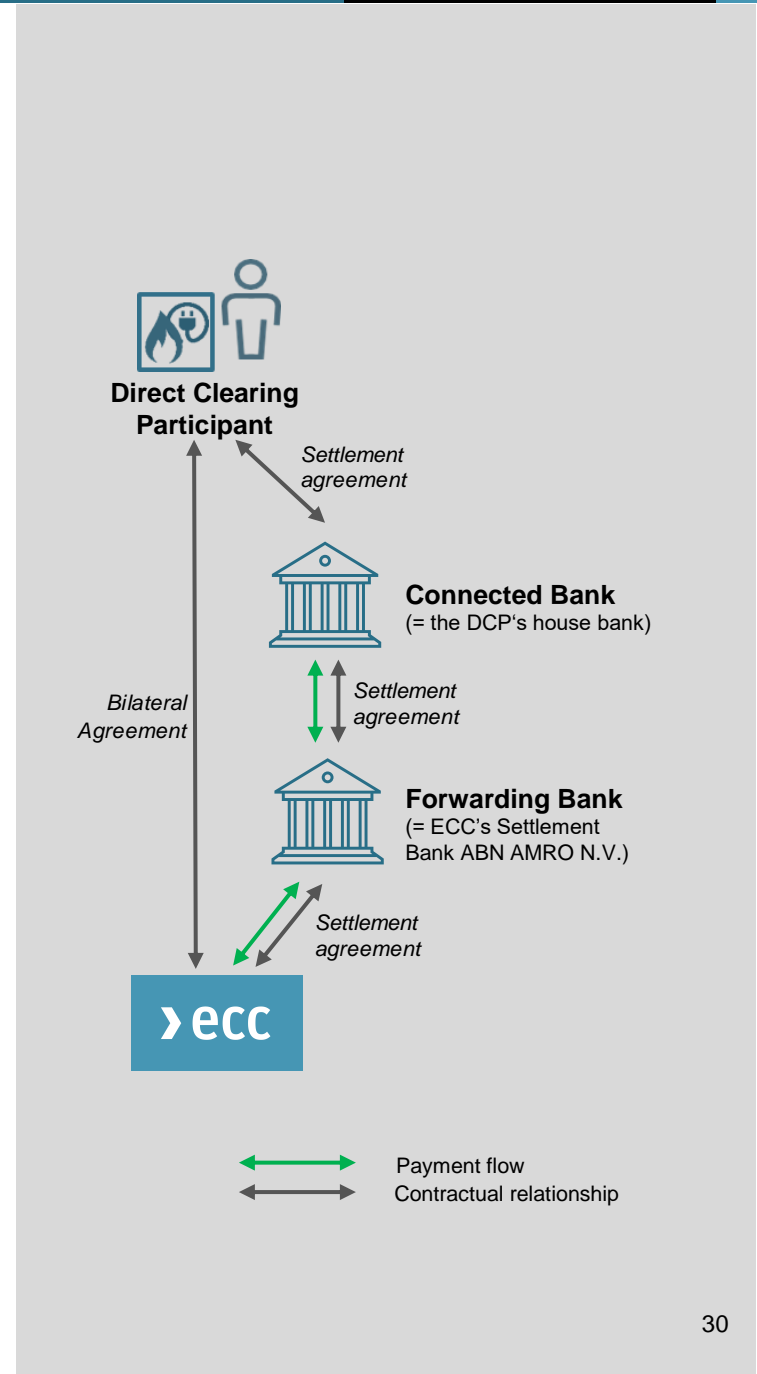 Direct Clearing
Participant
Settlement
agreement
Connected Bank
(= the DCP‘s house bank)
Bilateral
Agreement
Settlement
agreement
Forwarding Bank
(= ECC’s Settlement
Bank ABN AMRO N.V.)
Settlement
agreement
ecc
Payment flow
Contractual relationship
30